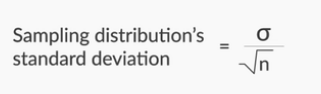 Sampling distribution’s
standard deviation
= σ
√n